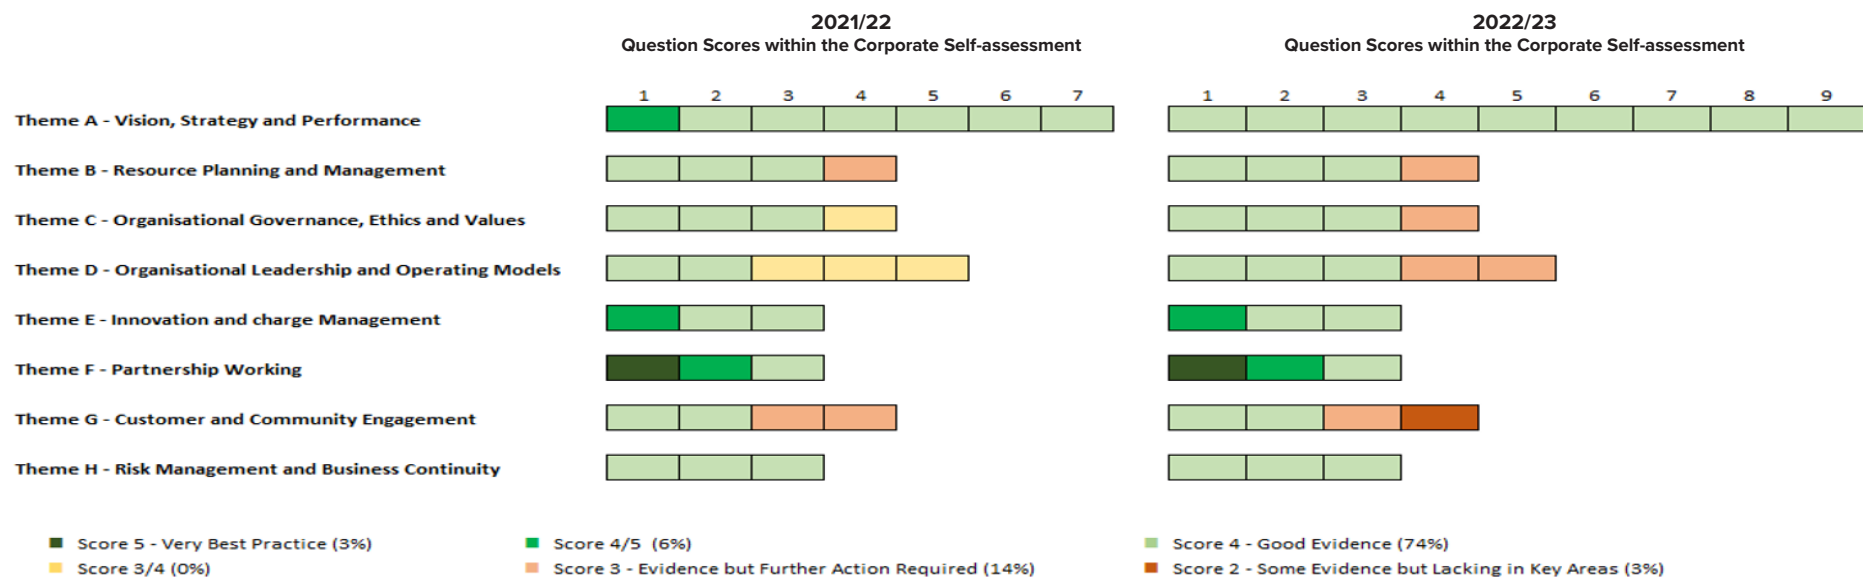 2021/22
Question Scores within the Corporate Self-assessment
2022/23
Question Scores within the Corporate Self-assessment
1 2 3 4 5 6 7
1 2 3 4 5 6 7 8 9
Theme A - Vision, Strategy and Performance
Theme B - Resource Planning and Management
Theme C - Organisational Governance, Ethics and Values
Theme D - Organisational Leadership and Operating Models
Theme E - Innovation and charge Management
Theme F - Partnership Working
Theme G - Customer and Community Engagement
Theme H - Risk Management and Business Continuity
Score 5 - Very Best Practice (3%)
Score 4/5 (6%)
Score 4 - Good Evidence (74%)
Score 3/4 (0%)
Score 3 - Evidence but Further Action Required (14%)
Score 2 - Some Evidence but Lacking in Key Areas (3%)